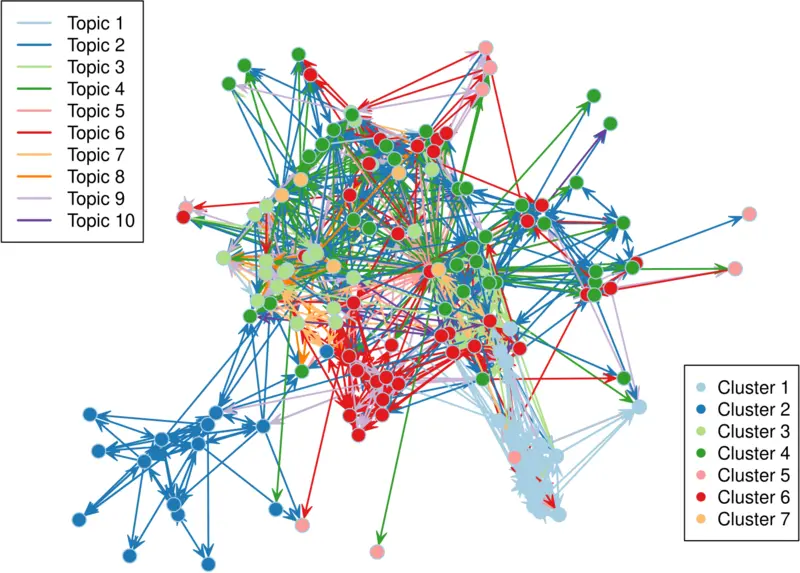 Topic 1
Topic 2
Topic 3
Topic 4
Topic 5
Topic 6
Topic 7
Topic 8
Topic 9
Topic 10
Cluster 1
Cluster 2
Cluster 3
Cluster 4
Cluster 5
Cluster 6
Cluster 7